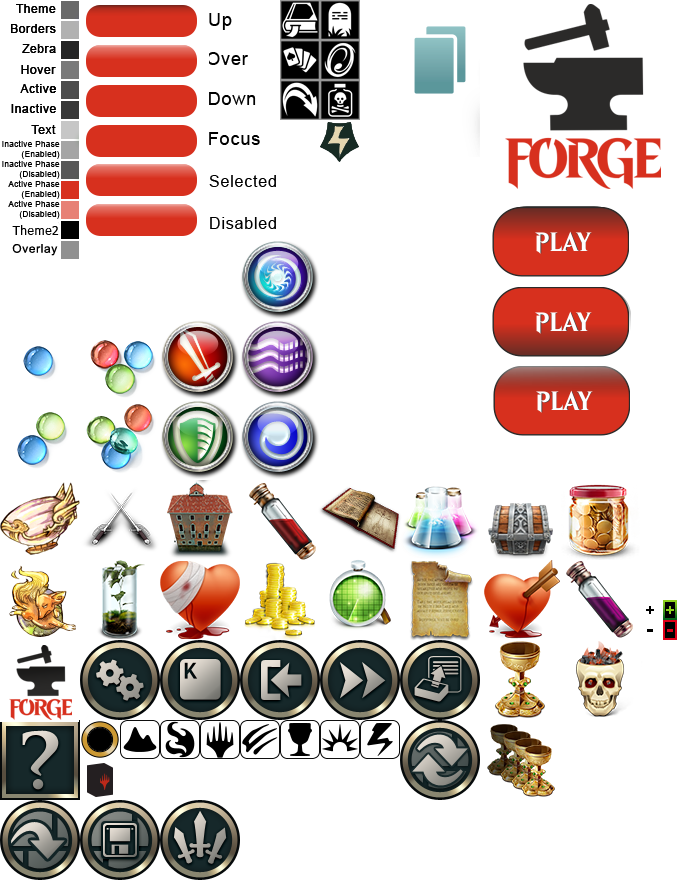 Theme
Borders
Zebra
Hover
Active
Inactive
Text
Inactive Phase
(Enabled)
Inactive Phase
(Disabled)
Active Phase
(Enabled)
Active Phase
(Disabled)
Theme2
Overlay
Up
Over
Down
Focus
Selected
Disabled
FORGE
PLAY
PLAY
PLAY
+ +
- -
FORGE
K
?